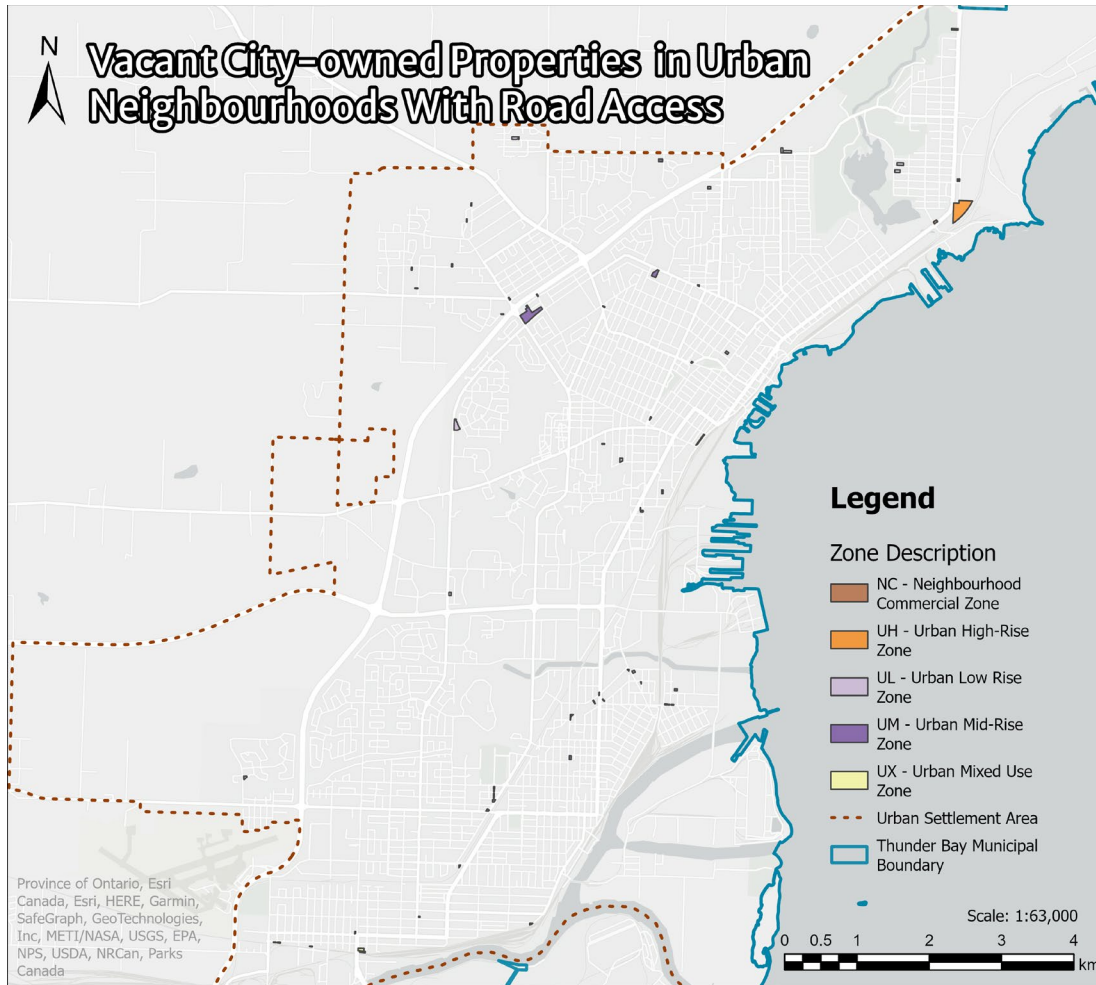 N
Vacant City-owned Properties in Urban
Neighbourhoods With Road Access
Legend
Zone Description
NC - Neighbourhood
Commercial Zone
UH - Urban High-Rise
Zone
UL - Urban Low Rise
Zone
UM - Urban Mid-Rise
Zone
UX - Urban Mixed Use
Zone
Urban Settlement Area
Thunder Bay Municipal
Boundary
Province of Ontario, Esri
Canada, Esri, HERE, Garmin,
SafeGraph, GeoTechnologies,
Inc, METI/NASA, USGS, EPA,
NPS, USDA, NRCan, Parks
Canada
Scale: 1:63,000
0 0.5 1 2 3 4
km